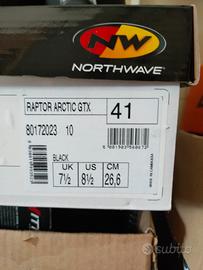 NW
NORTHWAVE
RAPTOR ARCTIC GTX
41
80172023 10
BLACK
UK
US
CM
7½
8½
26,6
subito